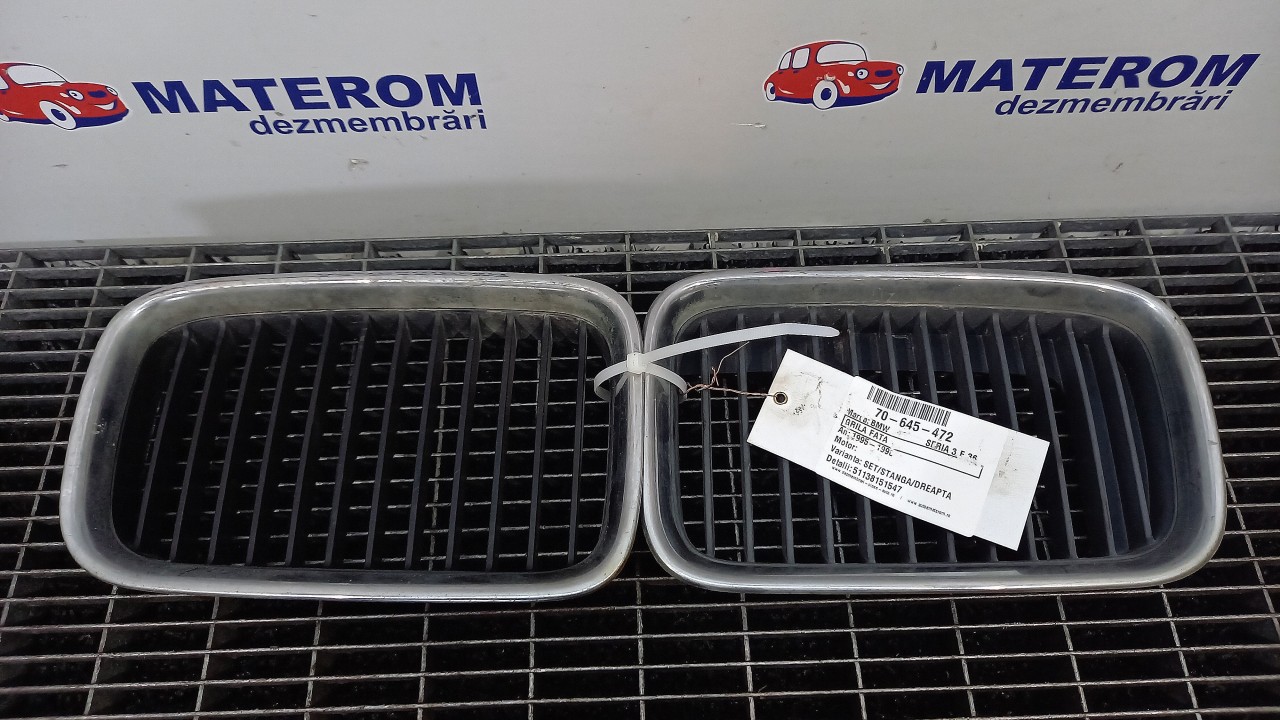 MATEROM
dezmembrări
MATEROM
dezmembrări
70-645-472
Marca: BMW SERIA 3 E 36
GRILA FATA
Motor:
Varianta: SET/STANGA/DREAPTA
Detalii: 51138151547